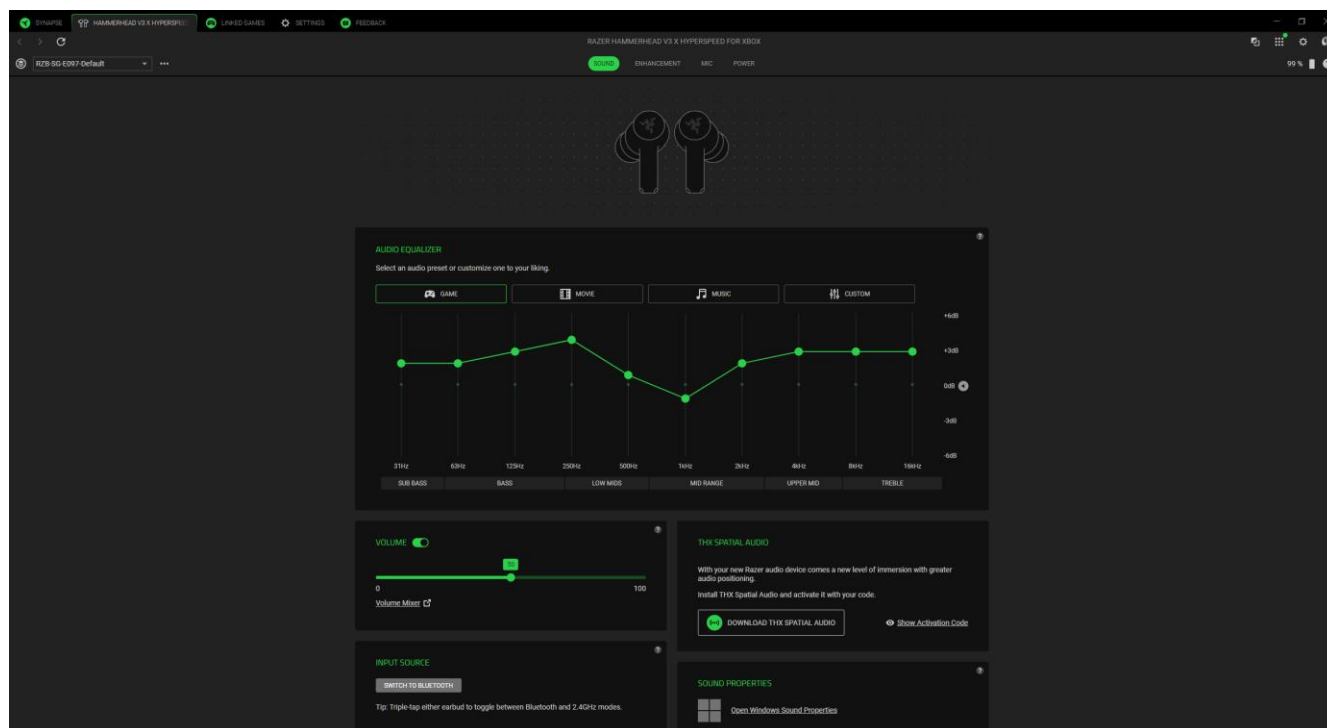 SYNAPSE
HAMMERHEAD V3 X HYPERSPEE
LINKED GAMES
SETTINGS
FEEDBACK
RAZER HAMMERHEAD V3 X HYPERSPEED FOR XBOX
RZB-SG-E097-Default
SOUND ENHANCEMENT MIC POWER
99 %
AUDIO EQUALIZER
Select an audio preset or customize one to your liking.
GAME MOVIE MUSIC CUSTOM
+6dB
+3dB
0dB
-3dB
-6dB
31Hz 63Hz 125Hz 250Hz 500Hz 1kHz 2kHz 4kHz 8kHz 16kHz
SUB BASS BASS LOW MIDS MID RANGE UPPER MID TREBLE
VOLUME
50
0 100
Volume Mixer
THX SPATIAL AUDIO
With your new Razer audio device comes a new level of immersion with greater
audio positioning.
Install THX Spatial Audio and activate it with your code.
DOWNLOAD THX SPATIAL AUDIO
Show Activation Code
INPUT SOURCE
SWITCH TO BLUETOOTH
Tip: Triple-tap either earbud to toggle between Bluetooth and 2.4GHz modes.
SOUND PROPERTIES
Open Windows Sound Properties